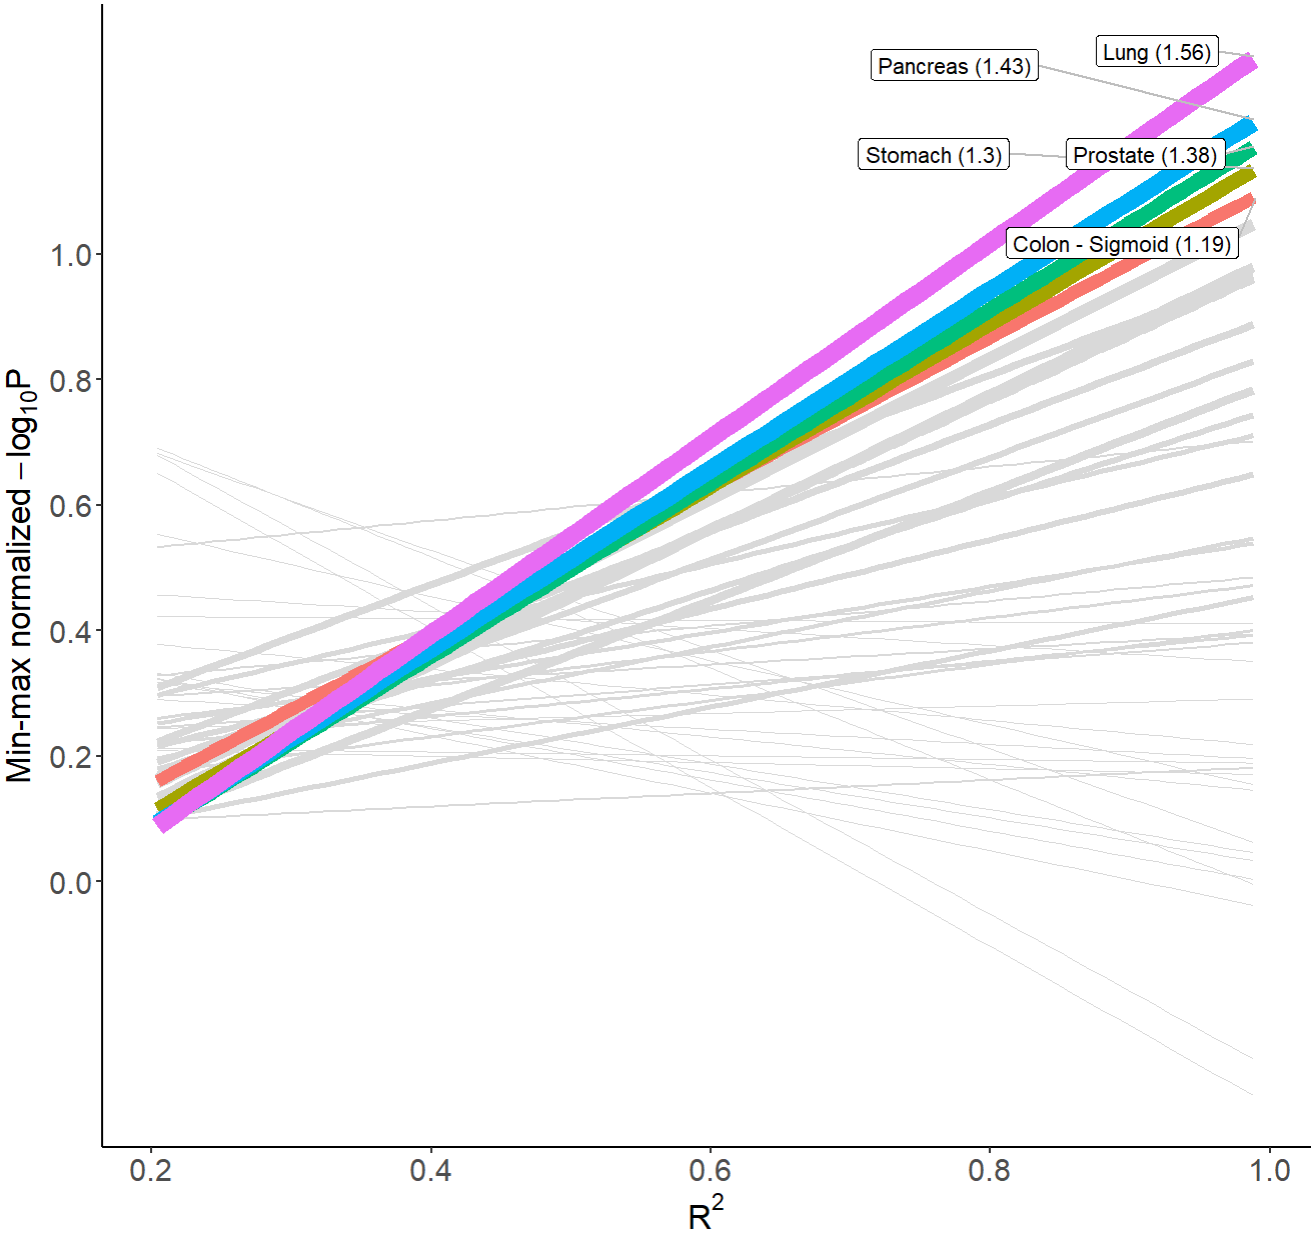 Lung (1.56)
Pancreas (1.43)
Stomach (1.3)
Prostate (1.38)
Colon - Sigmoid (1.19)
1.0
0.8
0.6
0.4
0.2
0.0
Min-max normalized −log₁₀P
0.2 0.4 0.6 0.8 1.0
R²